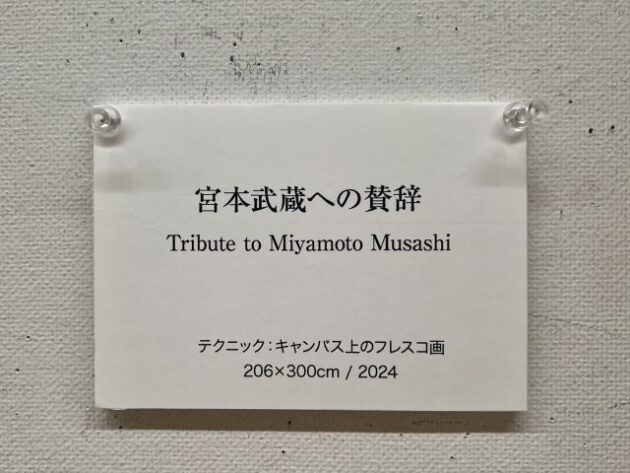 宮本武蔵への賛辞
Tribute to Miyamoto Musashi
テクニック:キャンバス上のフレスコ画
206×300cm / 2024